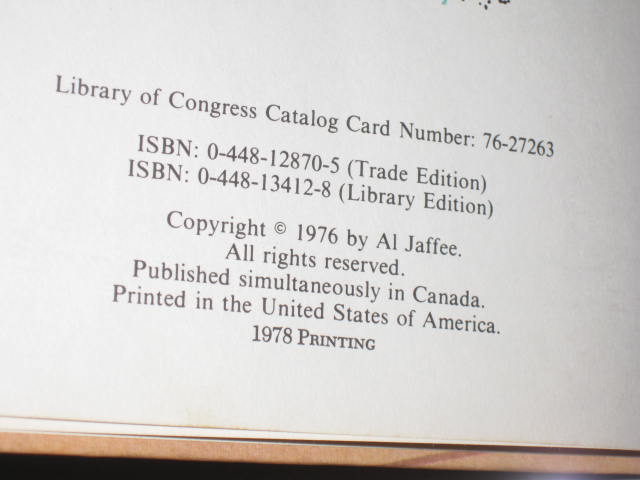 Library of Congress Catalog Card Number: 76-27263
ISBN: 0-448-12870-5 (Trade Edition)
ISBN: 0-448-13412-8 (Library Edition)
Copyright © 1976 by Al Jaffee.
All rights reserved.
Published simultaneously in Canada.
Printed in the United States of America.
1978 PRINTING